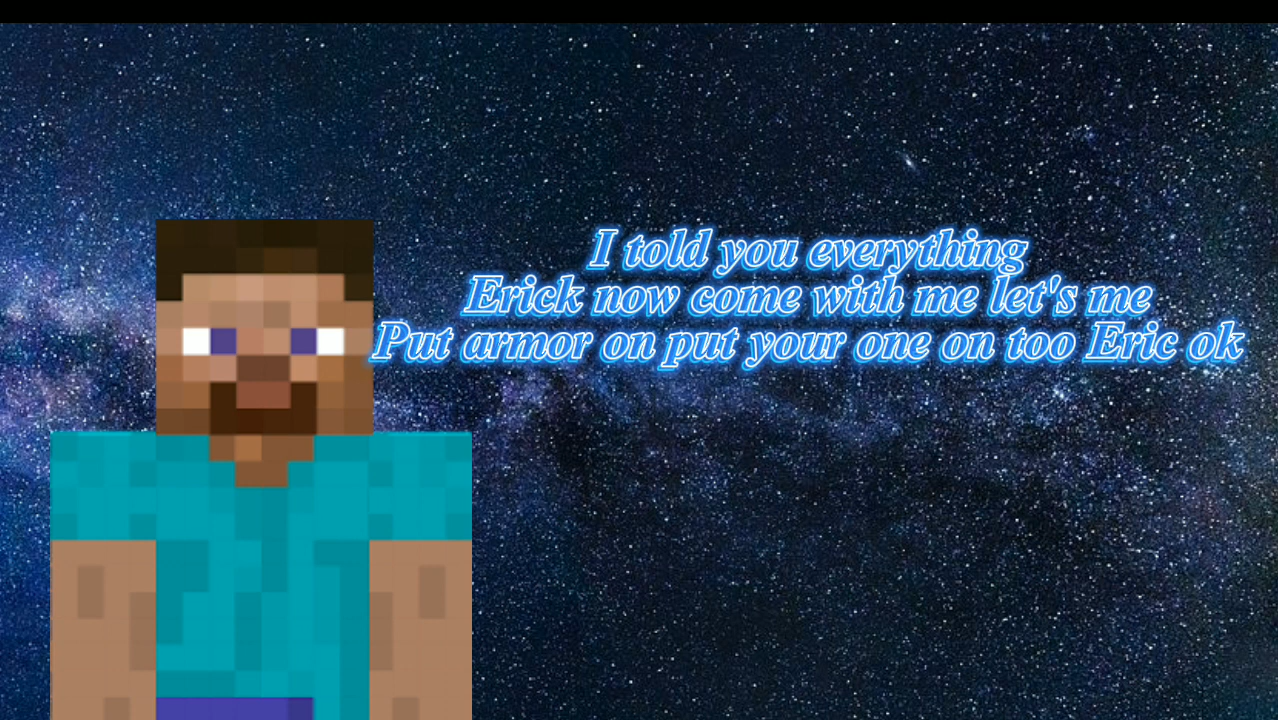 I told you everything
Erick now come with me let's me
Put armor on put your one on too Eric ok